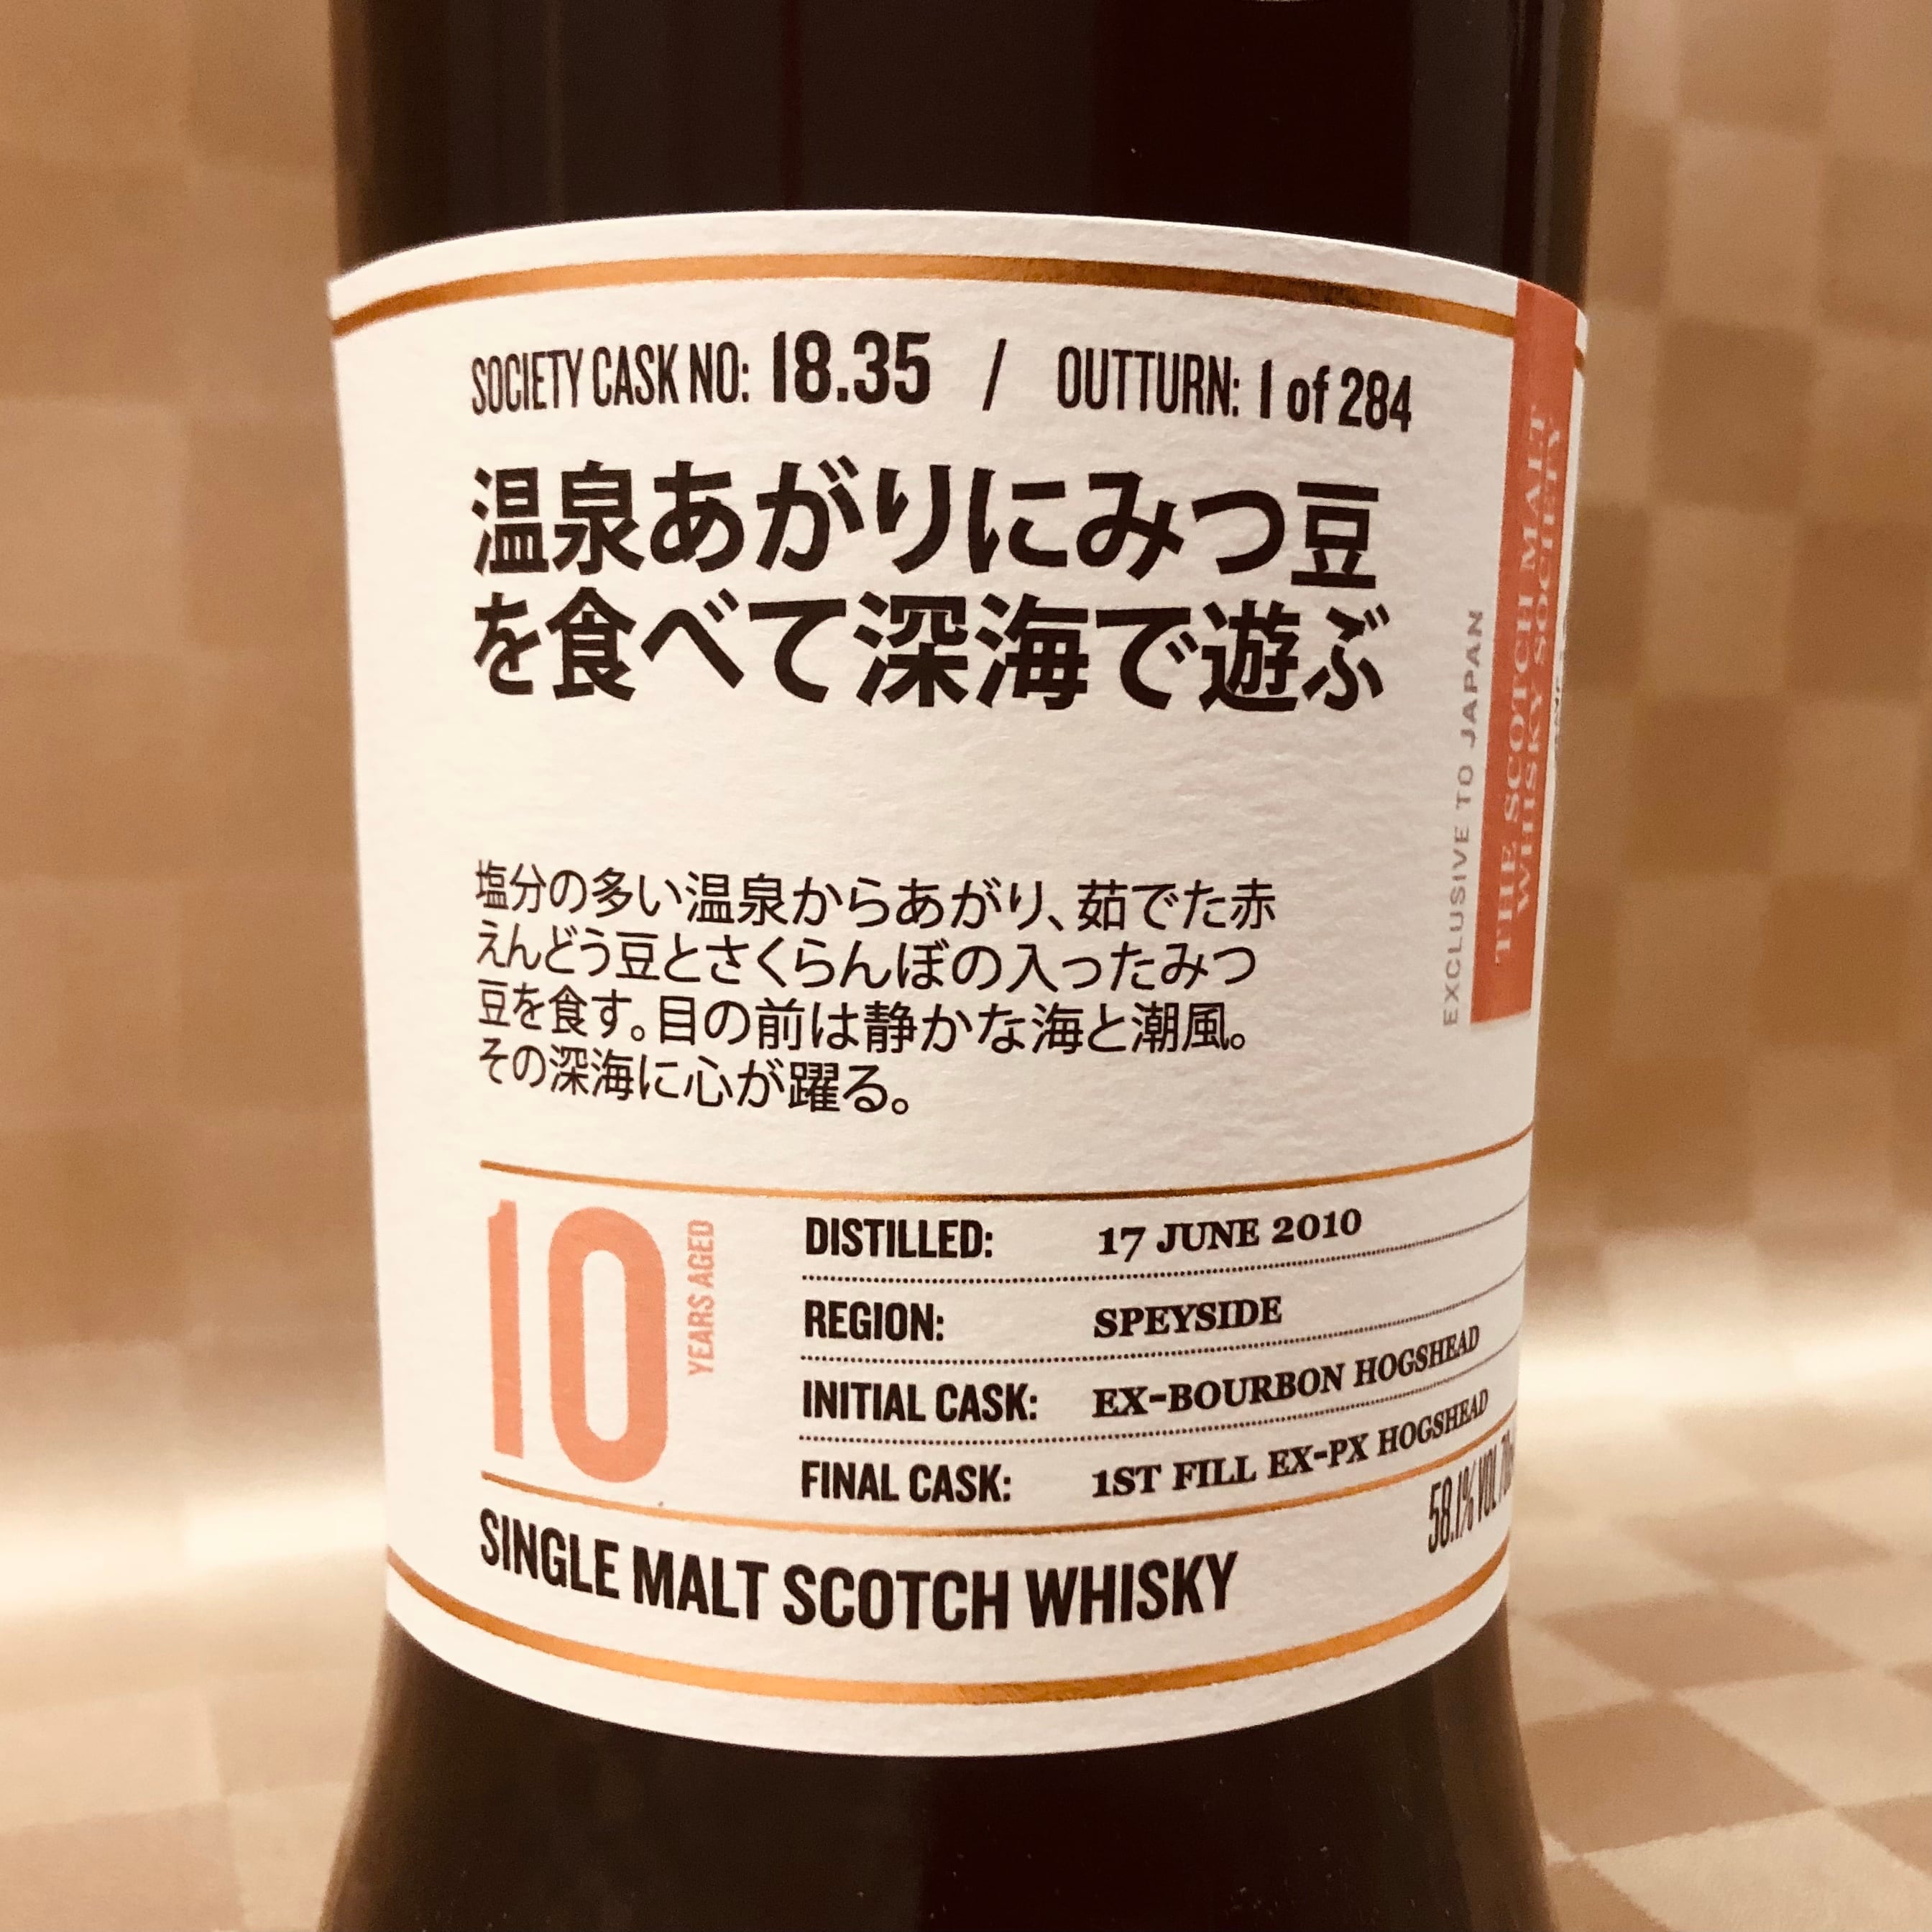 SOCIETY CASK NO: 18.35 / OUTTURN: 1 of 284
温泉あがりにみつ豆
を食べて深海で遊ぶ
塩分の多い温泉からあがり、茹でた赤
えんどう豆とさくらんぼの入ったみつ
豆を食す。目の前は静かな海と潮風。
その深海に心が躍る。
EXCLUSIVE TO JAPAN
THE SCOTCH MALT
WHISKY SOCIETY
10
YEARS AGED
DISTILLED: 17 JUNE 2010
REGION: SPEYSIDE
INITIAL CASK: EX-BOURBON HOGSHEAD
FINAL CASK: 1ST FILL EX-PX HOGSHEAD
SINGLE MALT SCOTCH WHISKY
58.1% VOL